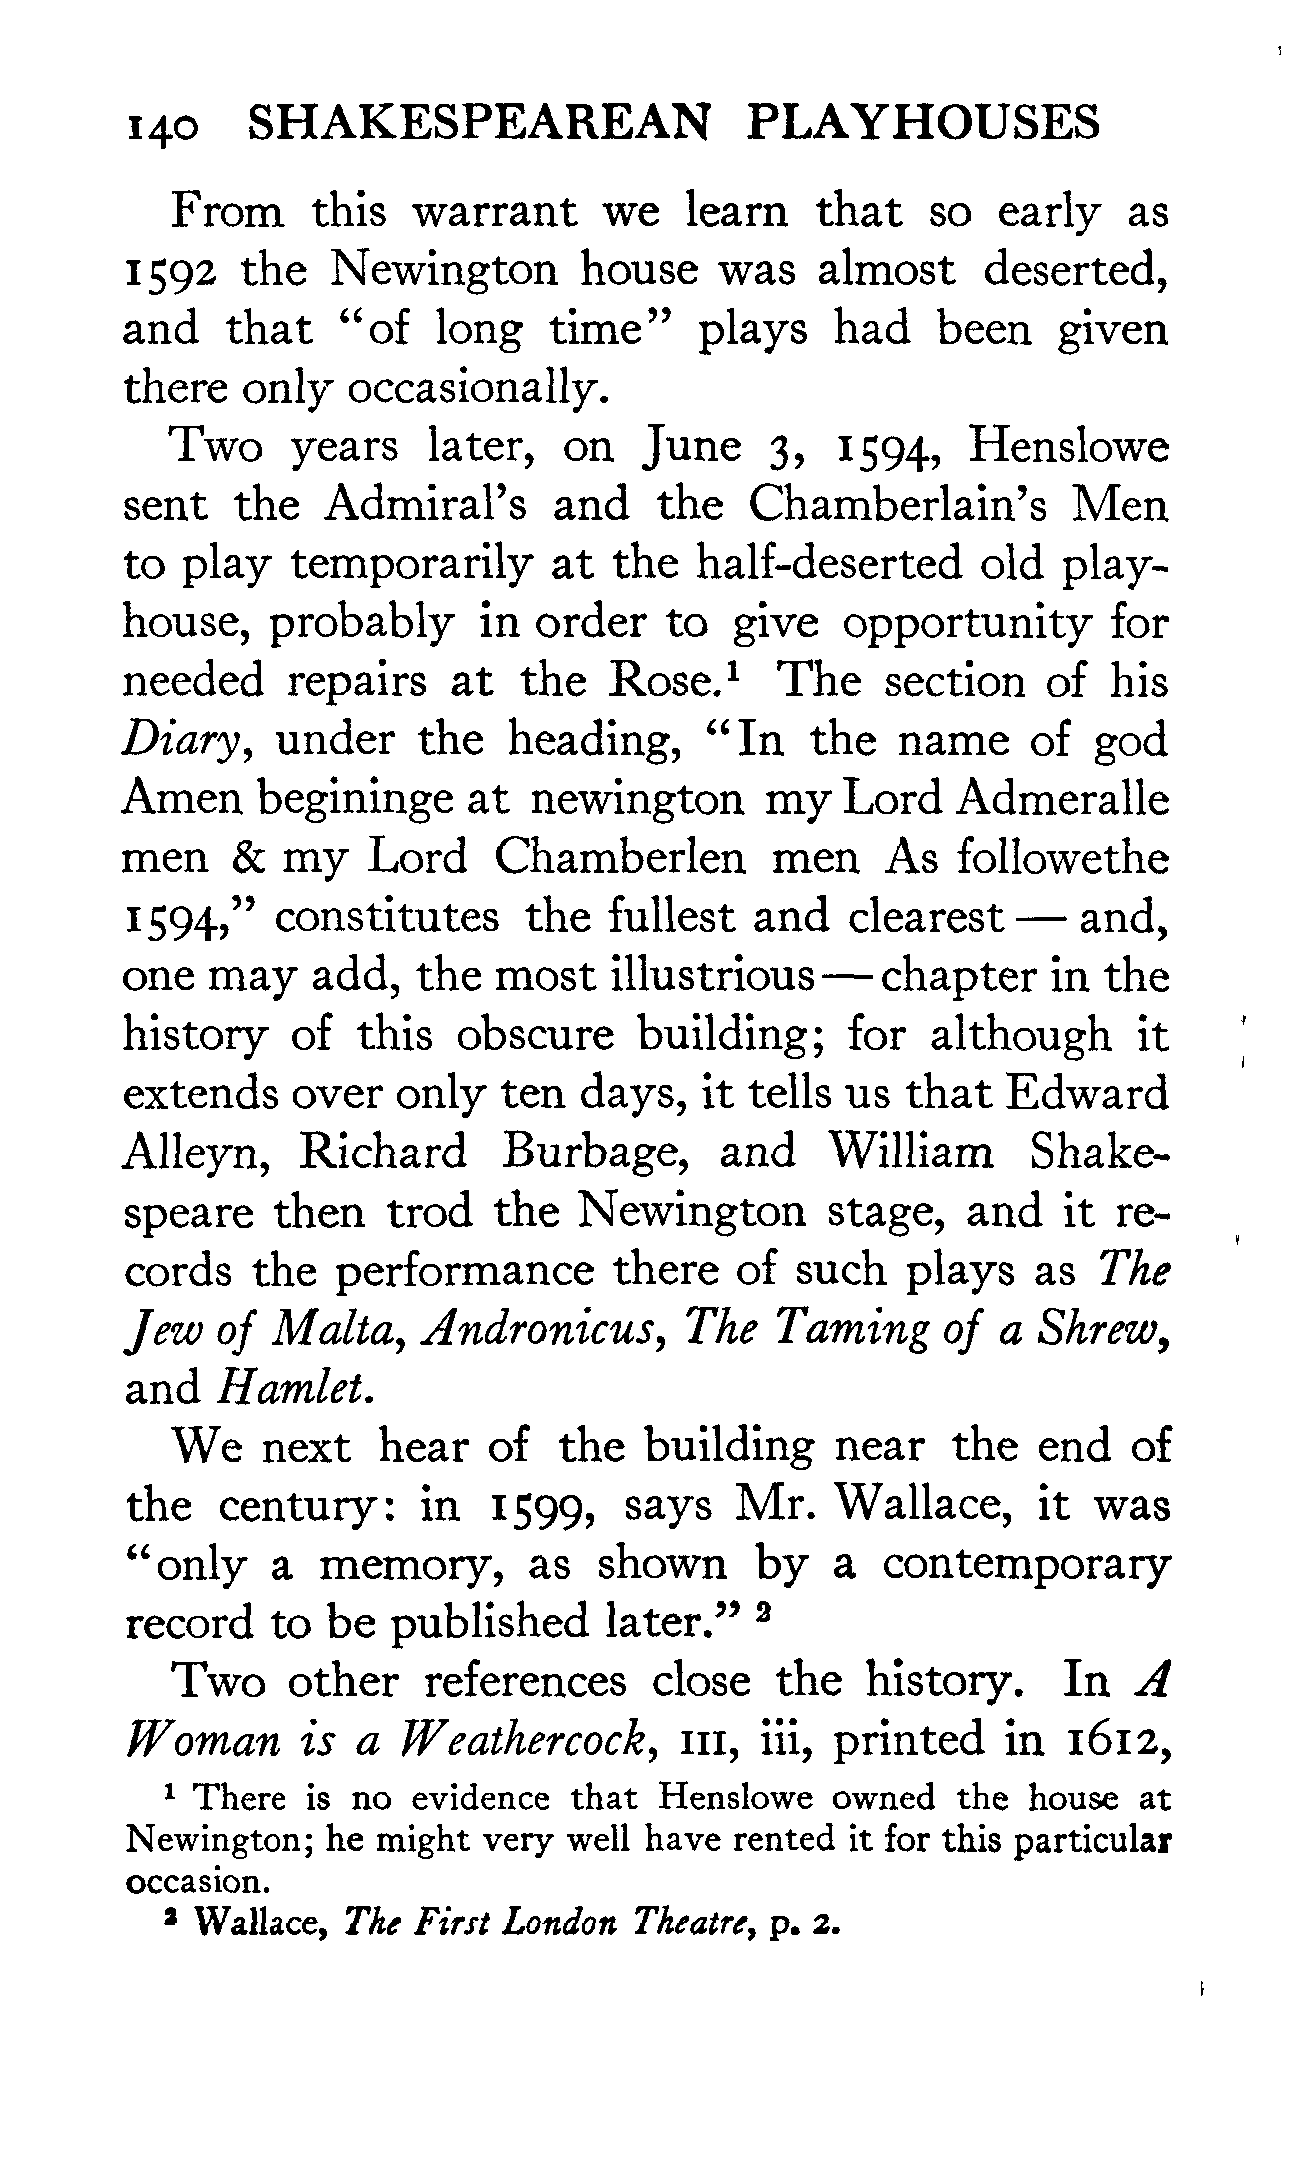 140 SHAKESPEAREAN PLAYHOUSES
From this warrant we learn that so early as
1592 the Newington house was almost deserted,
and that “of long time” plays had been given
there only occasionally.
Two years later, on June 3, 1594, Henslowe
sent the Admiral’s and the Chamberlain’s Men
to play temporarily at the half-deserted old play-
house, probably in order to give opportunity for
needed repairs at the Rose.¹ The section of his
Diary, under the heading, “In the name of god
Amen begininge at newington my Lord Admeralle
men & my Lord Chamberlen men As followethe
1594,” constitutes the fullest and clearest — and,
one may add, the most illustrious — chapter in the
history of this obscure building; for although it
extends over only ten days, it tells us that Edward
Alleyn, Richard Burbage, and William Shake-
speare then trod the Newington stage, and it re-
cords the performance there of such plays as The
Jew of Malta, Andronicus, The Taming of a Shrew,
and Hamlet.
We next hear of the building near the end of
the century: in 1599, says Mr. Wallace, it was
“only a memory, as shown by a contemporary
record to be published later.” ²
Two other references close the history. In A
Woman is a Weathercock, III, iii, printed in 1612,
¹ There is no evidence that Henslowe owned the house at
Newington; he might very well have rented it for this particular
occasion.
² Wallace, The First London Theatre, p. 2.